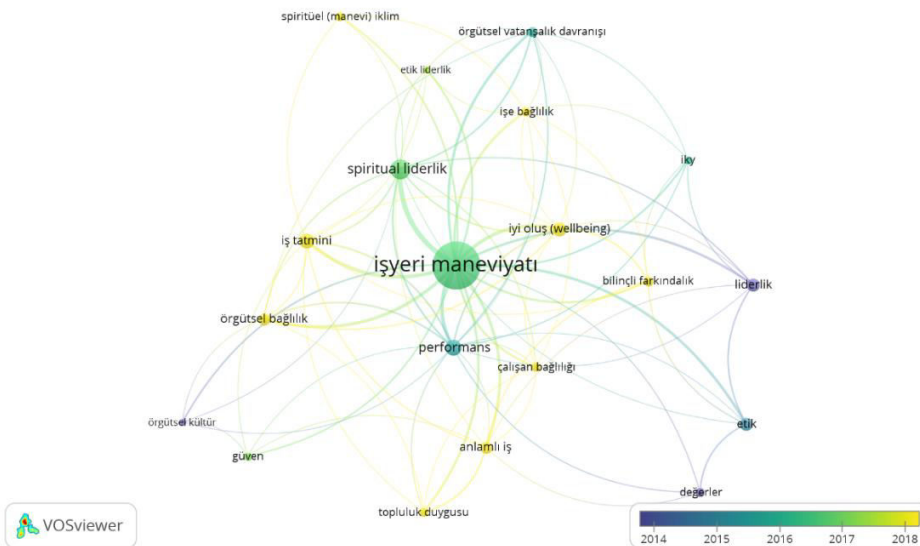 spiritüel (manevi) iklim
örgütsel vatandaşlık davranışı
etik liderlik
işe bağlılık
iky
spiritual liderlik
iyi oluş (wellbeing)
iş tatmini
işyeri maneviyatı
bilinçli farkındalık
liderlik
örgütsel bağlılık
performans
çalışan bağlılığı
örgütsel kültür
etik
güven
anlamlı iş
değerler
topluluk duygusu
VOSviewer
2014 2015 2016 2017 2018